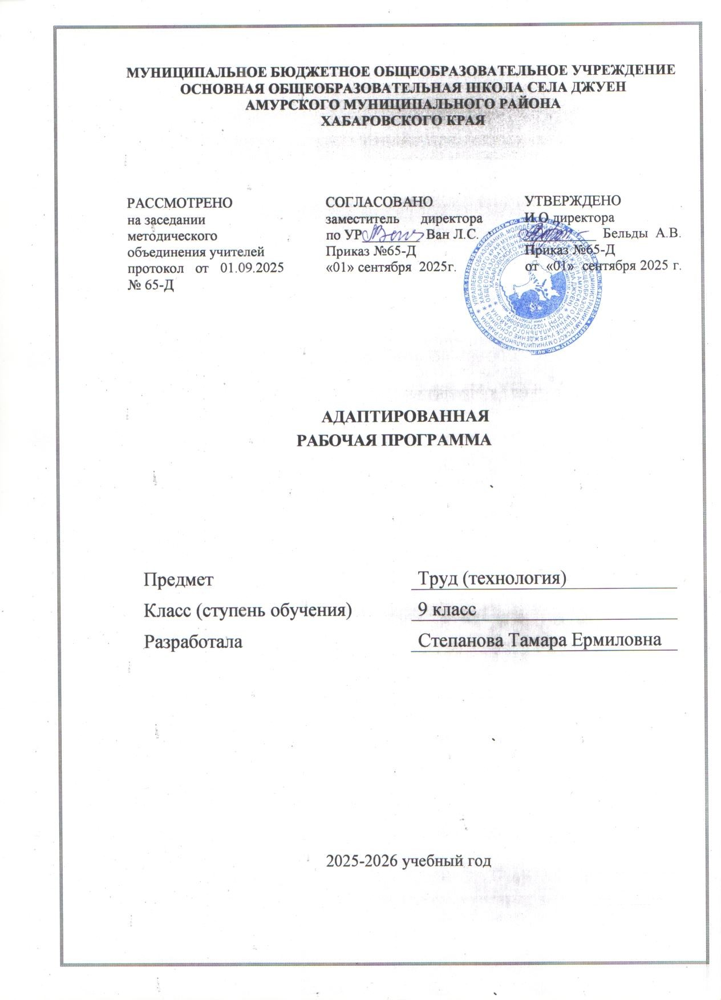 МУНИЦИПАЛЬНОЕ БЮДЖЕТНОЕ ОБЩЕОБРАЗОВАТЕЛЬНОЕ УЧРЕЖДЕНИЕ
ОСНОВНАЯ ОБЩЕОБРАЗОВАТЕЛЬНАЯ ШКОЛА СЕЛА ДЖУЕН
АМУРСКОГО МУНИЦИПАЛЬНОГО РАЙОНА
ХАБАРОВСКОГО КРАЯ
РАССМОТРЕНО
на заседании
методического
объединения учителей
протокол от 01.09.2025
№ 65-Д
СОГЛАСОВАНО
заместитель директора
по УР Ван Л.С.
Приказ №65-Д
«01» сентября 2025г.
УТВЕРЖДЕНО
И.О директора
Бельды А.В.
Приказ №65-Д
от «01» сентября 2025 г.
АДАПТИРОВАННАЯ
РАБОЧАЯ ПРОГРАММА
Предмет Труд (технология)
Класс (ступень обучения) 9 класс
Разработала Степанова Тамара Ермиловна
2025-2026 учебный год